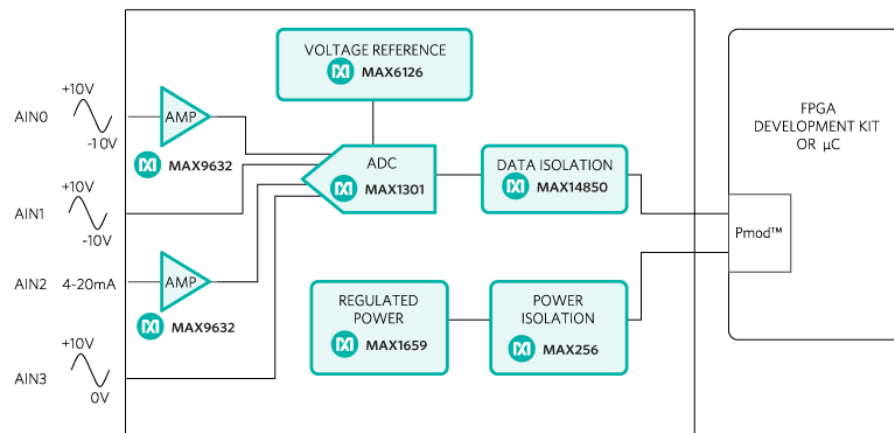 VOLTAGE REFERENCE
MAX6126
+10V
AIN0
AMP
-10V
MAX9632
ADC
MAX1301
DATA ISOLATION
MAX14850
FPGA
DEVELOPMENT KIT
OR µC
+10V
AIN1
-10V
Pmod™
AIN2 4-20mA
AMP
MAX9632
REGULATED
POWER
MAX1659
POWER
ISOLATION
MAX256
+10V
AIN3
0V